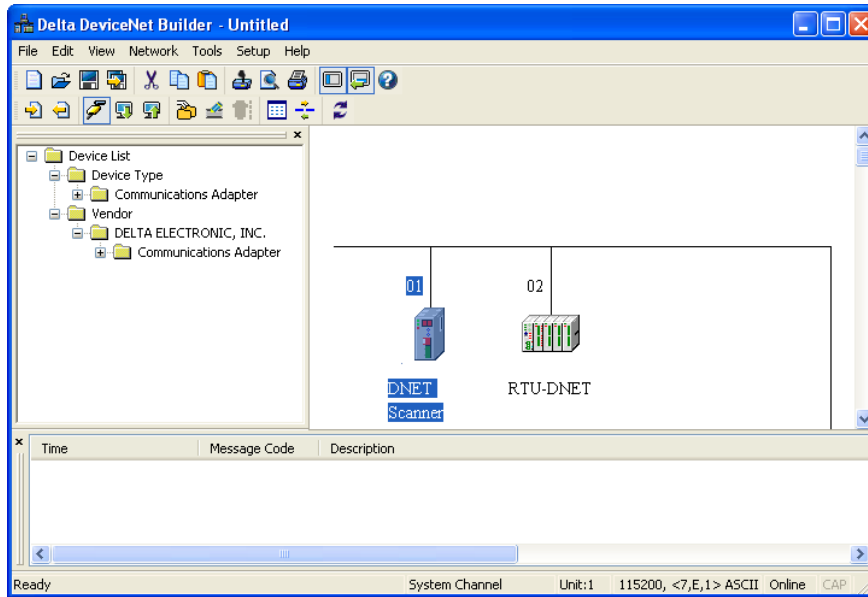 Delta DeviceNet Builder - Untitled
File Edit View Network Tools Setup Help
Device List
Device Type
Communications Adapter
Vendor
DELTA ELECTRONIC, INC.
Communications Adapter
01
02
DNET
Scanner
RTU-DNET
Time Message Code Description
Ready System Channel Unit:1 115200, <7,E,1> ASCII Online CAP